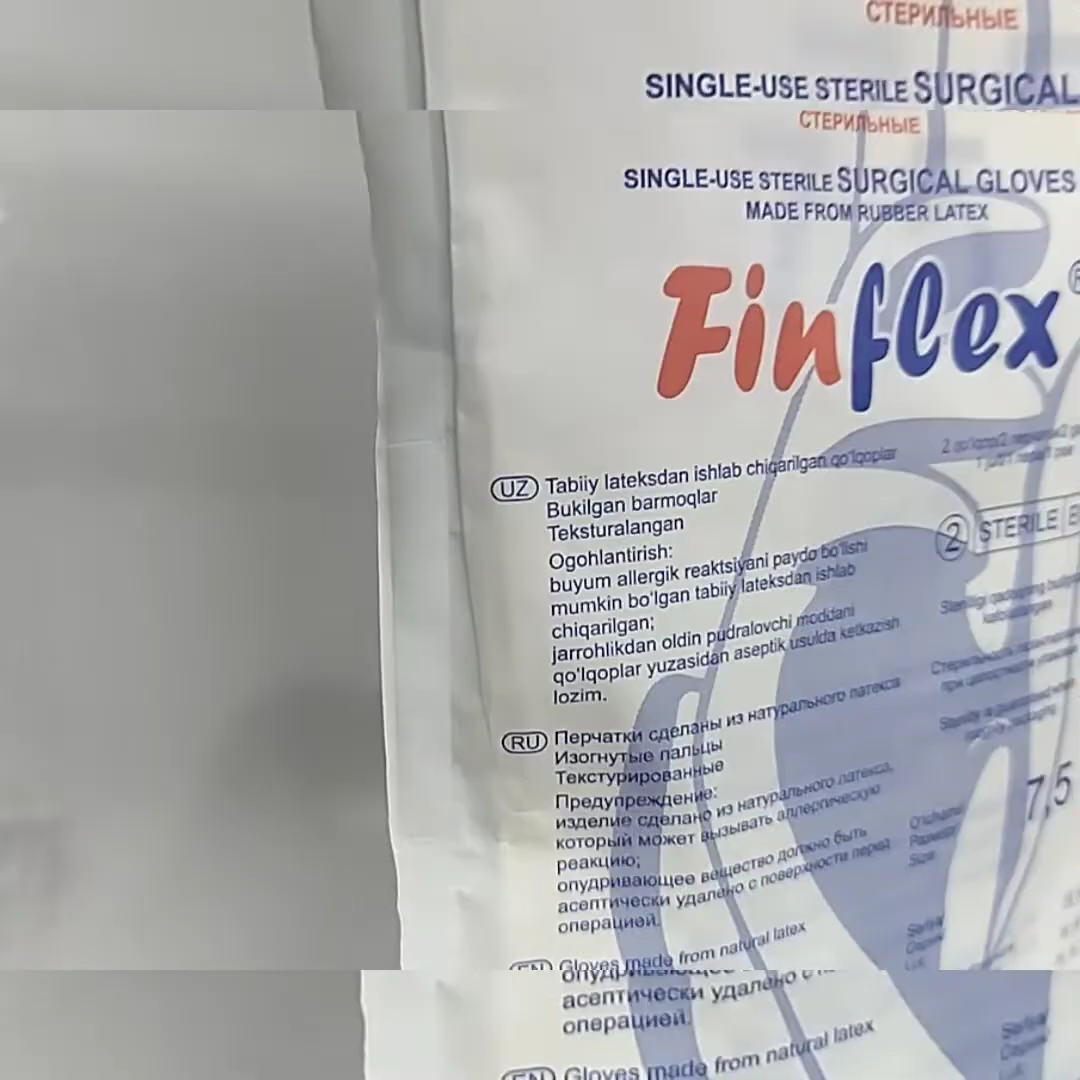 СТЕРИЛЬНЫЕ
SINGLE-USE STERILE SURGICAL
СТЕРИЛЬНЫЕ
SINGLE-USE STERILE SURGICAL GLOVES
MADE FROM RUBBER LATEX
Finflex
UZ Tabiiy lateksdan ishlab chiqarilgan qo'lqoplar
Bukilgan barmoqlar
Teksturalangan
Ogohlantirish:
buyum allergik reaktsiyani paydo bo'lishi
mumkin bo'lgan tabiiy lateksdan ishlab
chiqarilgan;
jarrohlikdan oldin pudralovchi moddani
qo'lqoplar yuzasidan aseptik usulda ketkazish
lozim.
2 STERILE
RU Перчатки сделаны из натурального латекса
Изогнутые пальцы
Текстурированные
Предупреждение:
изделие сделано из натурального латекса,
который может вызывать аллергическую
реакцию;
опудривающее вещество должно быть
асептически удалено с поверхности перед
операцией.
7,5
Size
EN Gloves made from natural latex
опудривающее
асептически удалено с
операцией.
EN Gloves made from natural latex